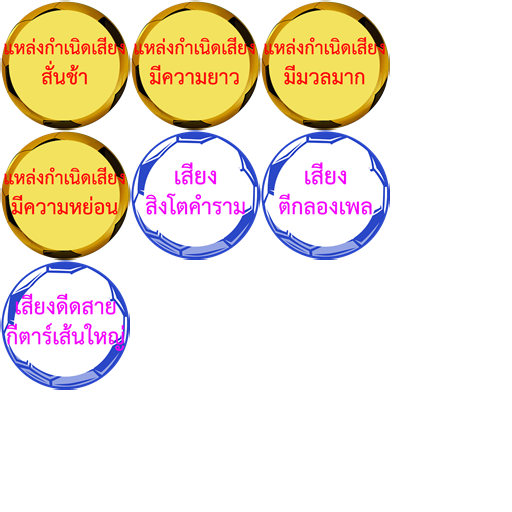 แหล่งกำเนิดเสียง
สั่นช้า
แหล่งกำเนิดเสียง
มีความยาว
แหล่งกำเนิดเสียง
มีมวลมาก
แหล่งกำเนิดเสียง
มีความหย่อน
เสียง
สิงโตคำราม
เสียง
ตีกลองเพล
เสียงดีดสาย
กีตาร์เส้นใหญ่